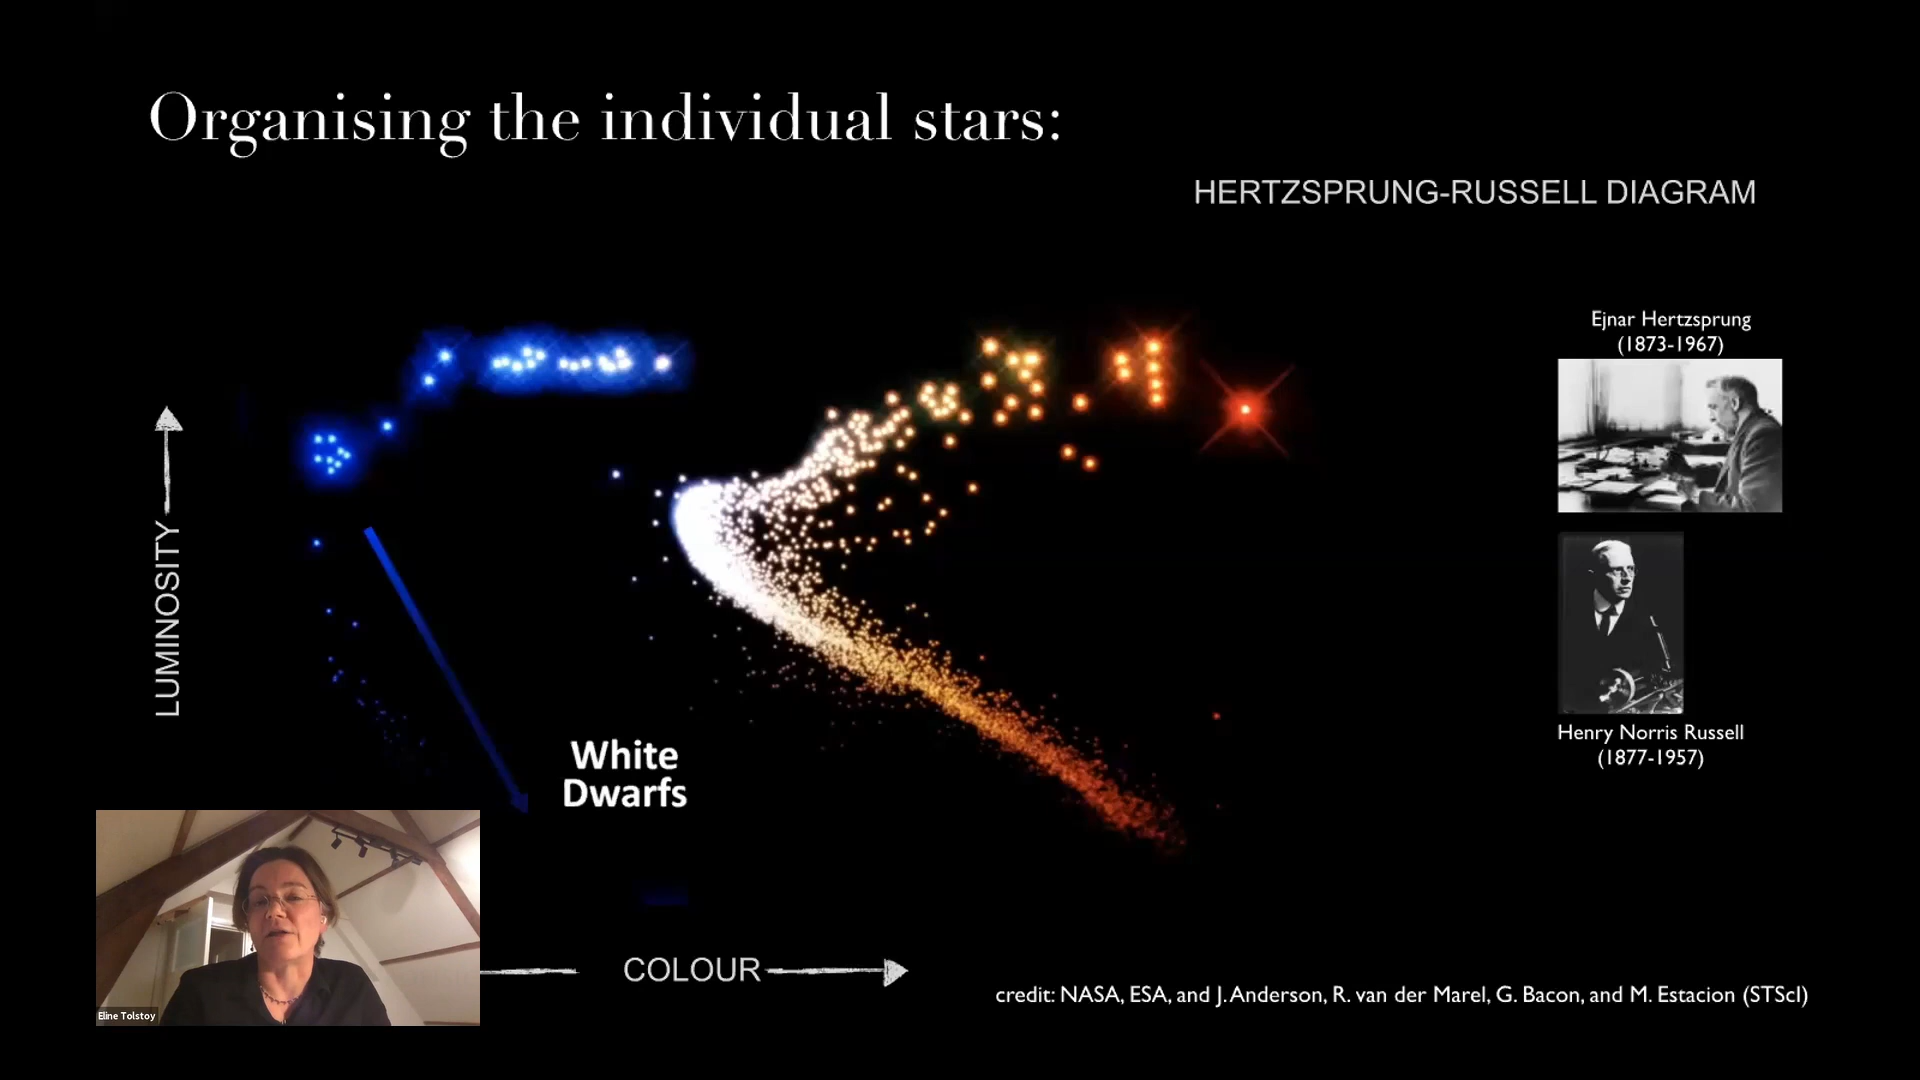 Organising the individual stars:
HERTZSPRUNG-RUSSELL DIAGRAM
Ejnar Hertzsprung
(1873-1967)
LUMINOSITY
White
Dwarfs
Henry Norris Russell
(1877-1957)
COLOUR
credit: NASA, ESA, and J. Anderson, R. van der Marel, G. Bacon, and M. Estacion (STScI)
Eline Tolstoy